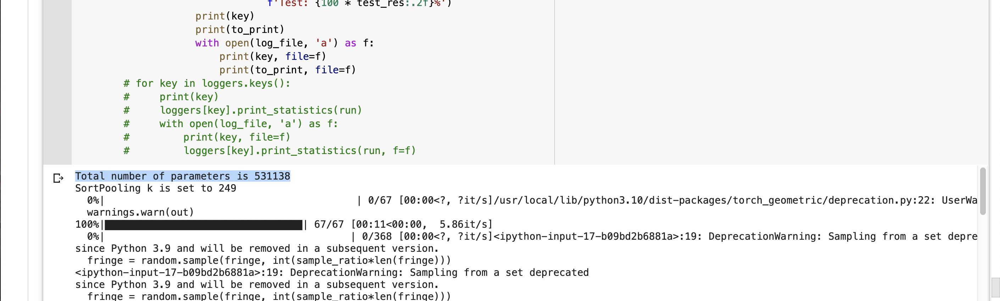 f'Test: {100 * test_res:.2f}%')
print(key)
print(to_print)
with open(log_file, 'a') as f:
print(key, file=f)
print(to_print, file=f)
# for key in loggers.keys():
#     print(key)
#     loggers[key].print_statistics(run)
#     with open(log_file, 'a') as f:
#         print(key, file=f)
#         loggers[key].print_statistics(run, f=f)
Total number of parameters is 531138
SortPooling k is set to 249
0%|          | 0/67 [00:00<?, ?it/s]/usr/local/lib/python3.10/dist-packages/torch_geometric/deprecation.py:22: UserWa
warnings.warn(out)
100%|██████████| 67/67 [00:11<00:00,  5.86it/s]
0%|          | 0/368 [00:00<?, ?it/s]<ipython-input-17-b09bd2b6881a>:19: DeprecationWarning: Sampling from a set depre
since Python 3.9 and will be removed in a subsequent version.
fringe = random.sample(fringe, int(sample_ratio*len(fringe)))
<ipython-input-17-b09bd2b6881a>:19: DeprecationWarning: Sampling from a set deprecated
since Python 3.9 and will be removed in a subsequent version.
fringe = random.sample(fringe, int(sample_ratio*len(fringe)))